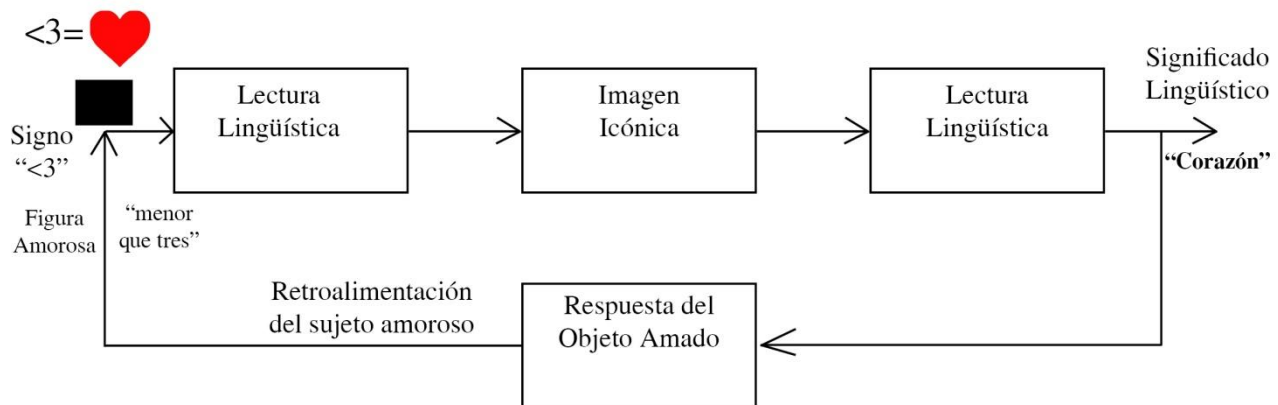 <3=
Signo
“<3”
Figura
Amorosa
“menor
que tres”
Lectura
Lingüística
Imagen
Icónica
Lectura
Lingüística
Significado
Lingüístico
“Corazón”
Retroalimentación
del sujeto amoroso
Respuesta del
Objeto Amado